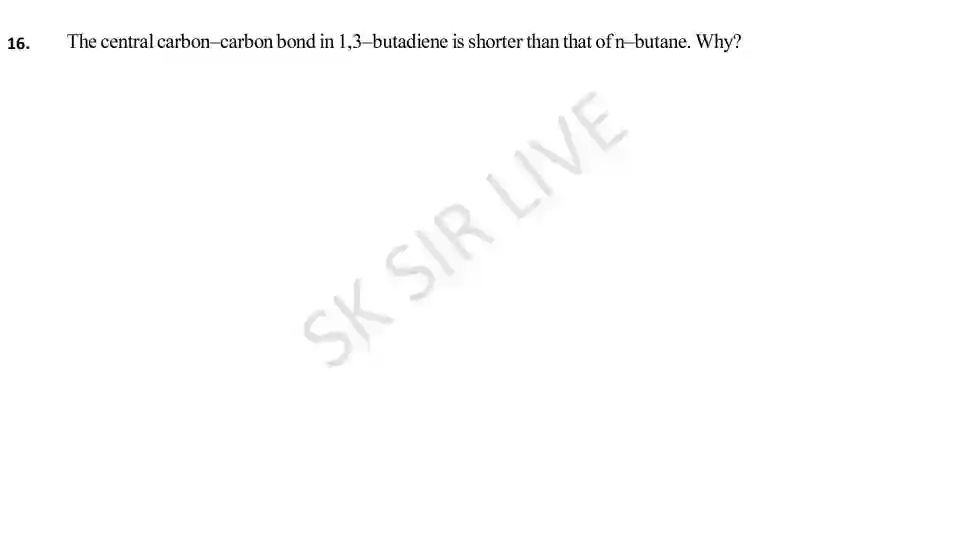 16. The central carbon–carbon bond in 1,3–butadiene is shorter than that of n–butane. Why?
SK SIR LIVE